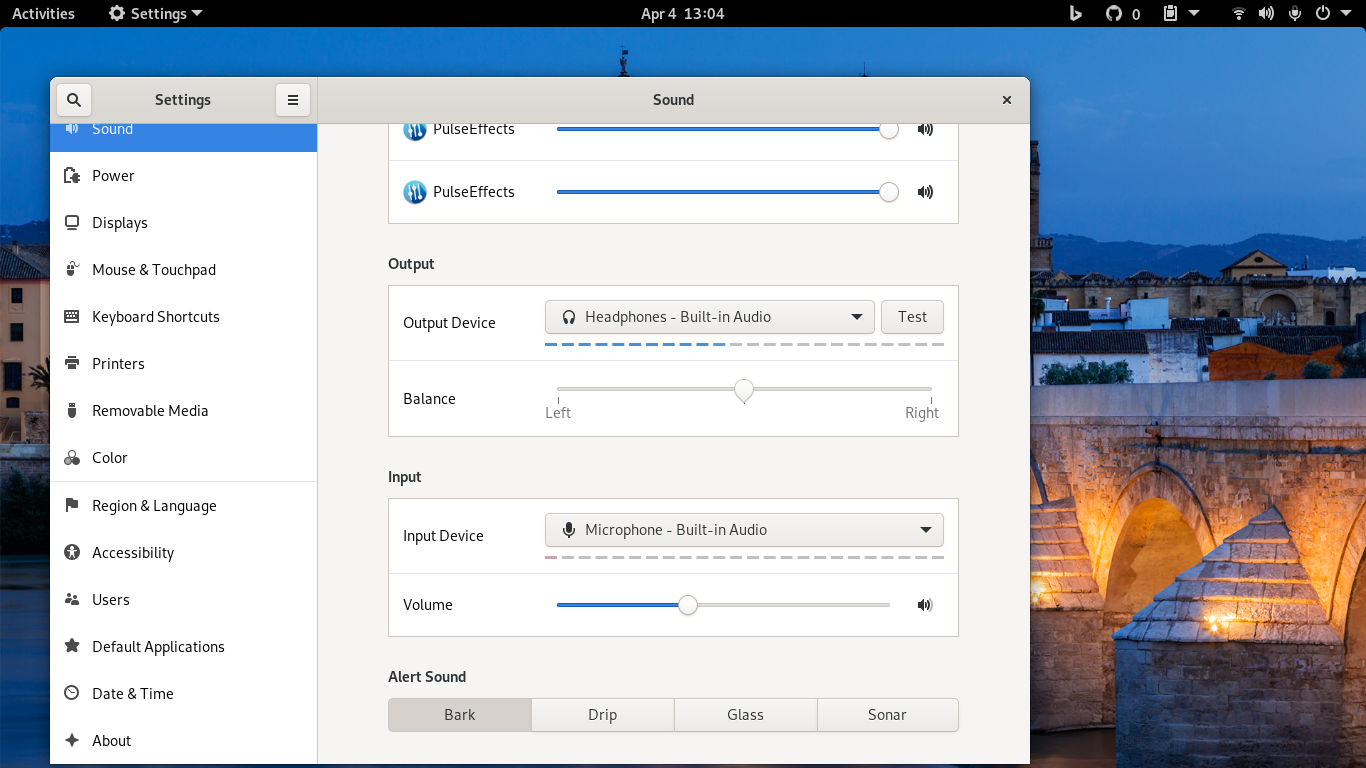 Activities Settings Apr 4 13:04 0
Settings Sound
Sound
Power
Displays
Mouse & Touchpad
Keyboard Shortcuts
Printers
Removable Media
Color
Region & Language
Accessibility
Users
Default Applications
Date & Time
About
PulseEffects
PulseEffects
Output
Output Device Headphones - Built-in Audio Test
Balance
Left Right
Input
Input Device Microphone - Built-in Audio
Volume
Alert Sound
Bark Drip Glass Sonar